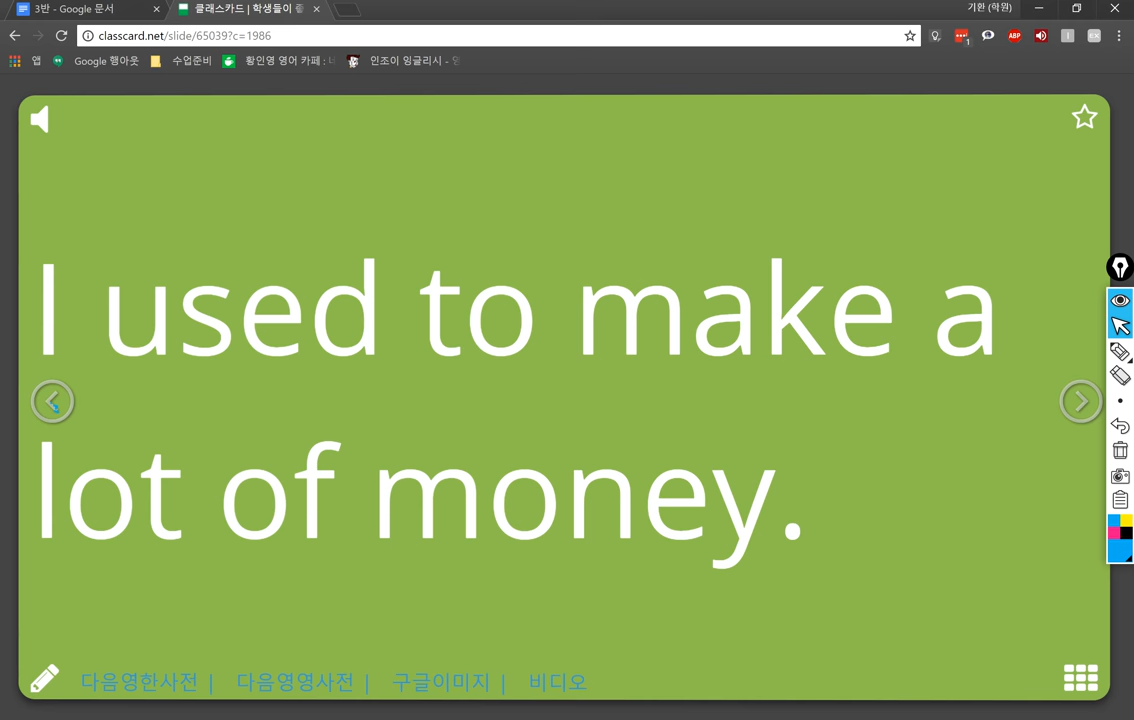 3반 - Google 문서
클래스카드 | 학생들이 좋
기환 (학원)
classcard.net/slide/65039?c=1986
ABP
1
앱 Google 행아웃 수업준비 황인영 영어 카페 : 인조이 잉글리시 -
I used to make a
lot of money.
다음영한사전 | 다음영영사전 | 구글이미지 | 비디오